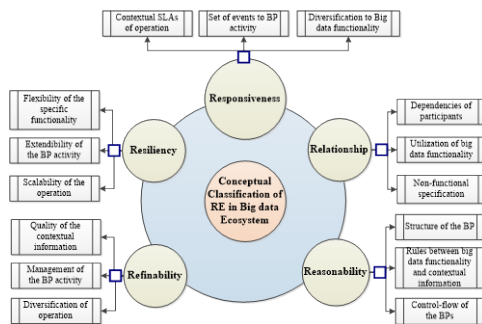 Contextual SLAs
of operation
Set of events to BP
activity
Diversification to Big
data functionality
Responsiveness
Flexibility of the
specific
functionality
Extendibility of
the BP activity
Scalability of the
operation
Resiliency
Relationship
Dependencies of
participants
Utilization of big
data functionality
Non-functional
specification
Conceptual
Classification of
RE in Big data
Ecosystem
Quality of the
contextual
information
Management of
the BP activity
Diversification of
operation
Refinability
Reasonability
Structure of the BP
Rules between big
data functionality
and contextual
information
Control-flow of
the BPs